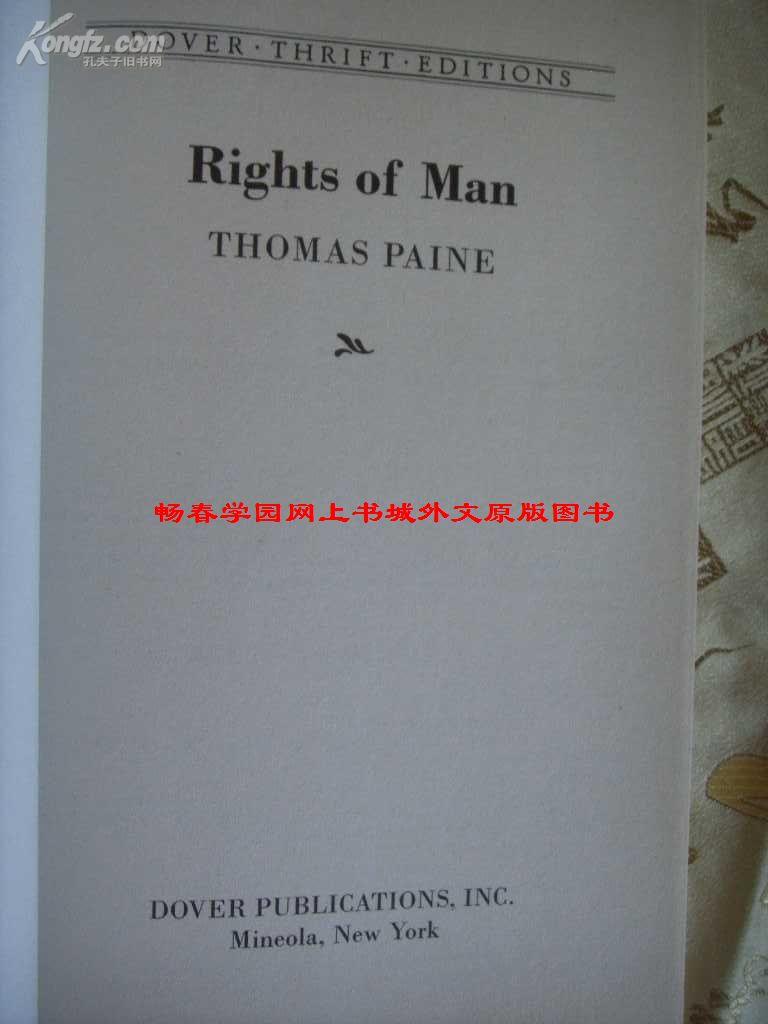 Kongfz.com
孔夫子旧书网
DOVER · THRIFT · EDITIONS
Rights of Man
THOMAS PAINE
畅春学园网上书城外文原版图书
DOVER PUBLICATIONS, INC.
Mineola, New York